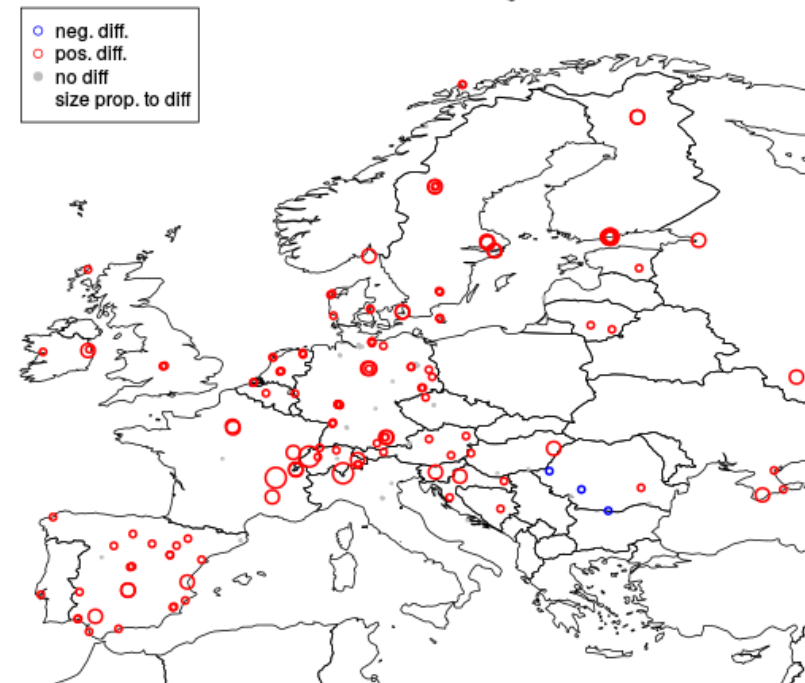 neg. diff.
pos. diff.
no diff
size prop. to diff